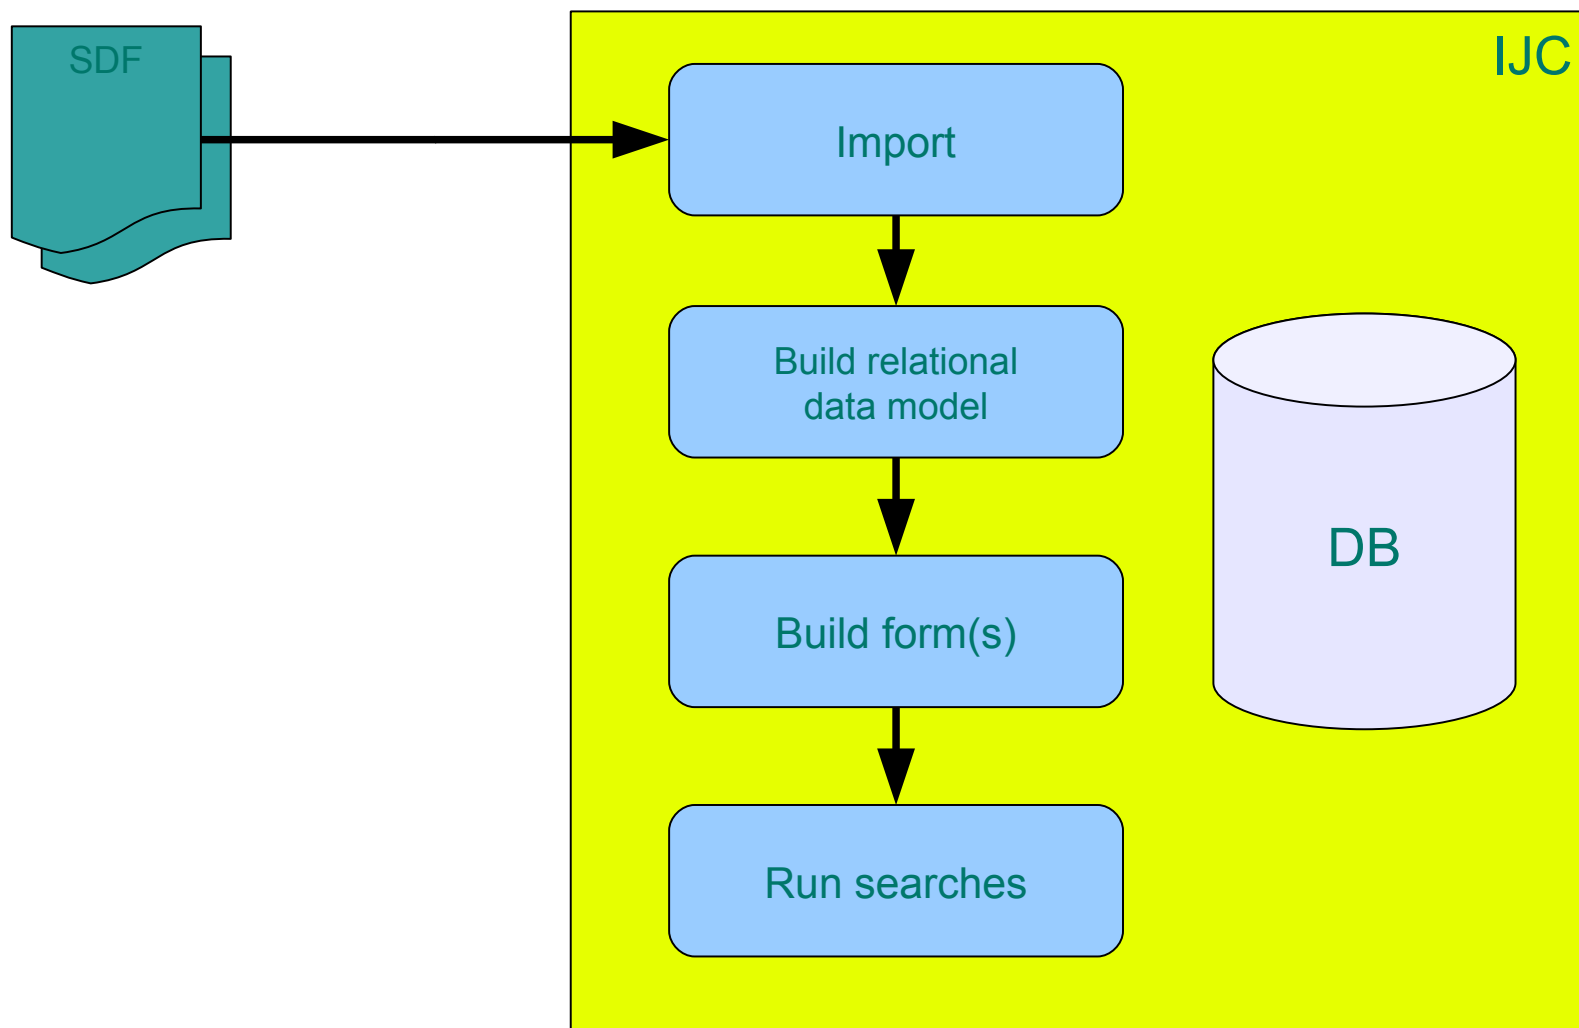 SDF
IJC
Import
Build relational
data model
DB
Build form(s)
Run searches